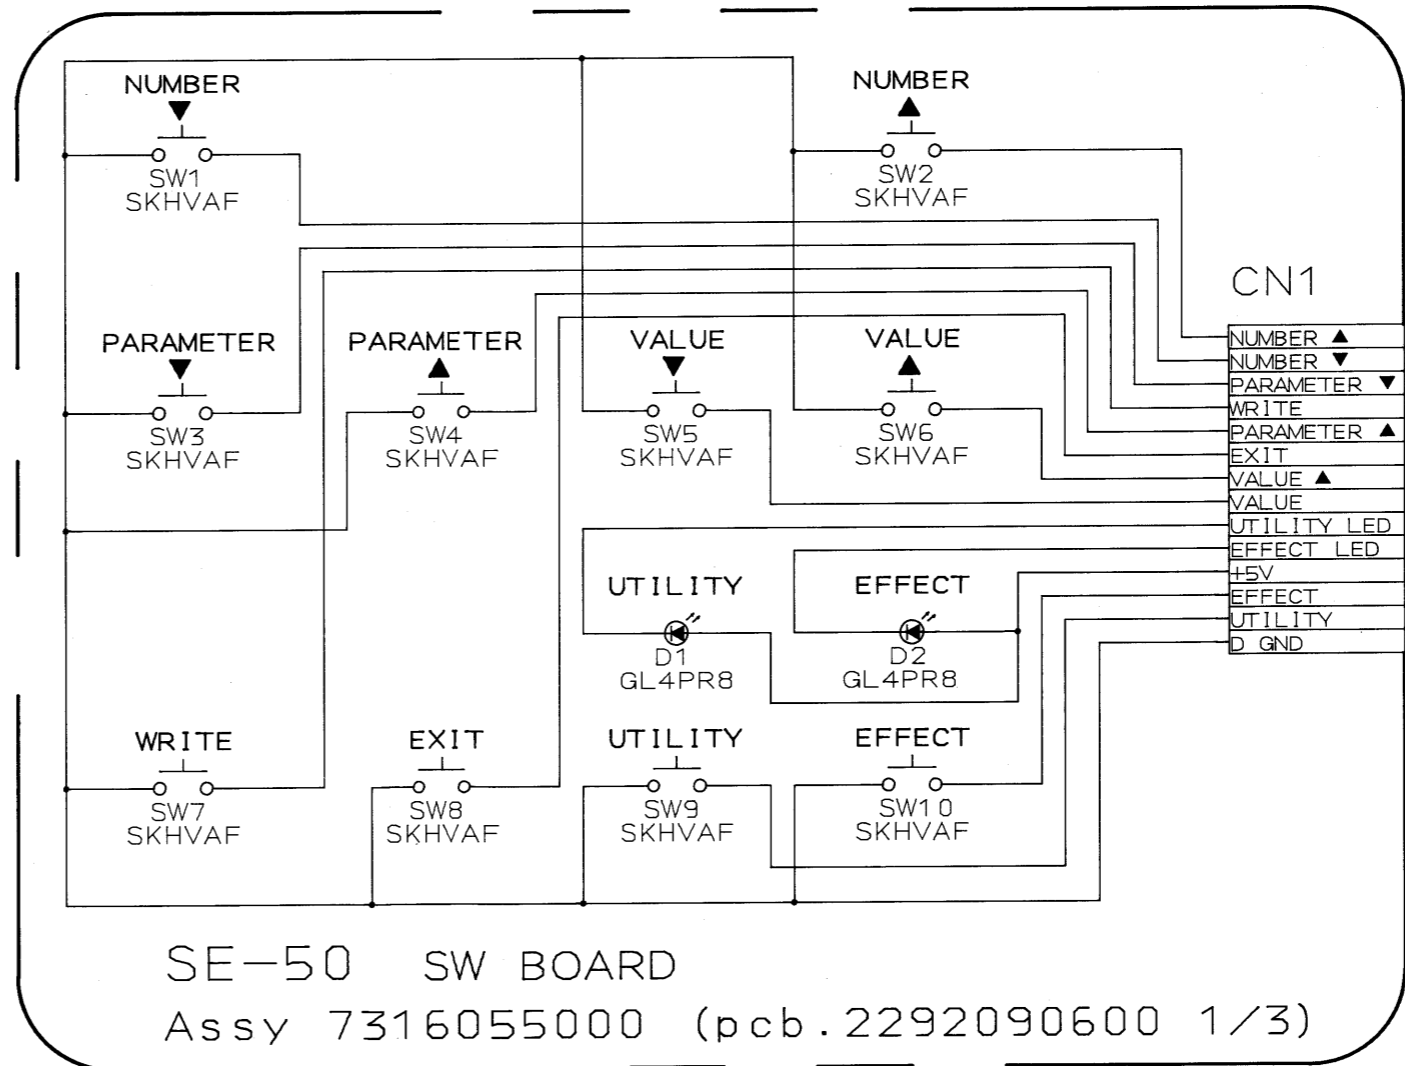 NUMBER
▼
SW1
SKHVAF
NUMBER
▲
SW2
SKHVAF
CN1
NUMBER ▲
NUMBER ▼
PARAMETER ▼
WRITE
PARAMETER ▲
EXIT
VALUE ▲
VALUE
UTILITY LED
EFFECT LED
+5V
EFFECT
UTILITY
D GND
PARAMETER
▼
SW3
SKHVAF
PARAMETER
▲
SW4
SKHVAF
VALUE
▼
SW5
SKHVAF
VALUE
▲
SW6
SKHVAF
UTILITY
D1
GL4PR8
EFFECT
D2
GL4PR8
WRITE
SW7
SKHVAF
EXIT
SW8
SKHVAF
UTILITY
SW9
SKHVAF
EFFECT
SW10
SKHVAF
SE-50 SW BOARD
Assy 7316055000 (pcb.2292090600 1/3)